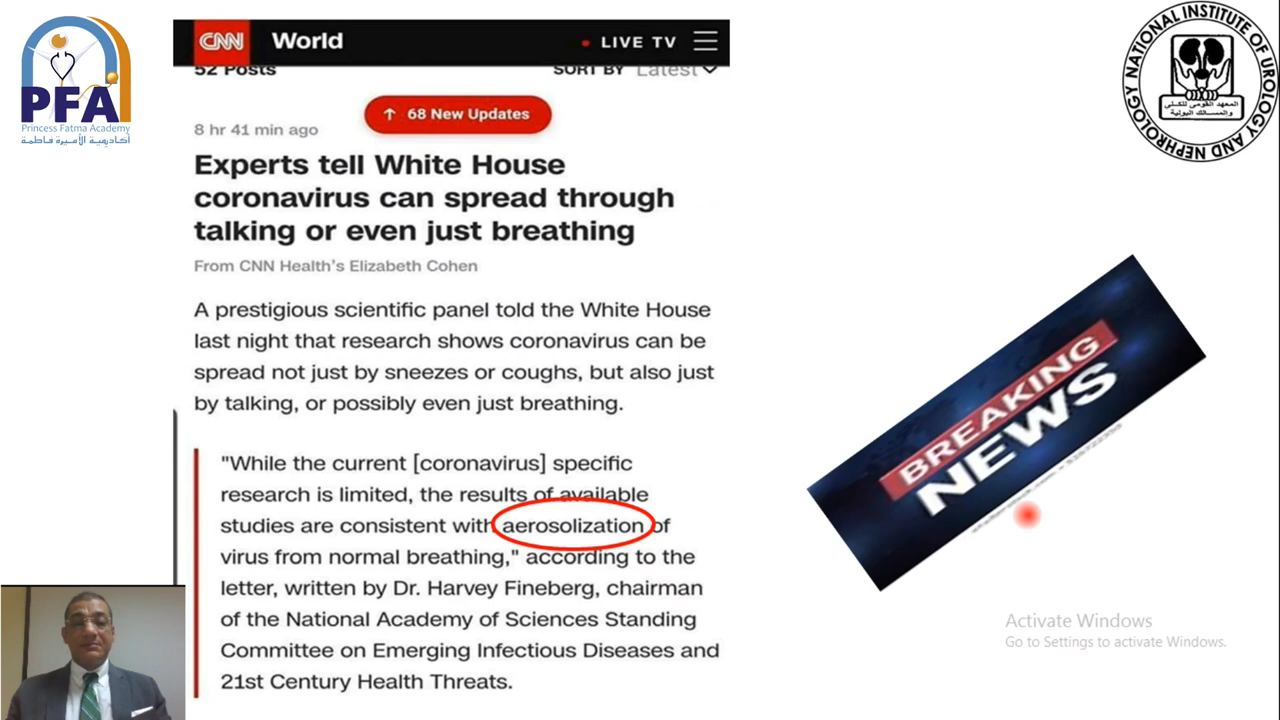 PFA
Princess Fatma Academy
أكاديمية الأميرة فاطمة
CNN World
LIVE TV
52 Posts
SORT BY Latest
↑ 68 New Updates
8 hr 41 min ago
Experts tell White House
coronavirus can spread through
talking or even just breathing
From CNN Health's Elizabeth Cohen
A prestigious scientific panel told the White House
last night that research shows coronavirus can be
spread not just by sneezes or coughs, but also just
by talking, or possibly even just breathing.
"While the current [coronavirus] specific
research is limited, the results of available
studies are consistent with aerosolization of
virus from normal breathing," according to the
letter, written by Dr. Harvey Fineberg, chairman
of the National Academy of Sciences Standing
Committee on Emerging Infectious Diseases and
21st Century Health Threats.
NATIONAL INSTITUTE OF UROLOGY AND NEPHROLOGY
المعهد القومى للكلى
والمسالك البولية
BREAKING
NEWS
Activate Windows
Go to Settings to activate Windows.